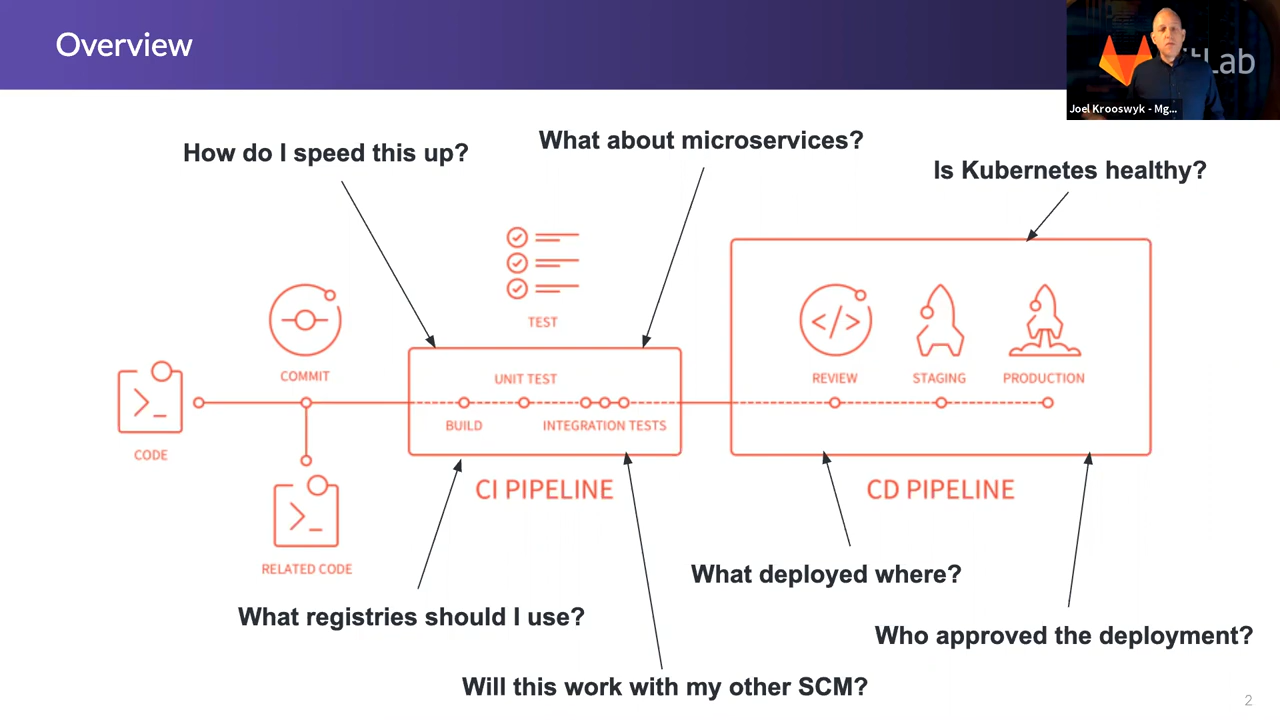 Overview
GitLab
Joel Krooswyk - Mg...
How do I speed this up?
What about microservices?
Is Kubernetes healthy?
TEST
COMMIT
UNIT TEST
REVIEW
STAGING
PRODUCTION
BUILD
INTEGRATION TESTS
CODE
CI PIPELINE
CD PIPELINE
RELATED CODE
What deployed where?
What registries should I use?
Who approved the deployment?
Will this work with my other SCM?
2